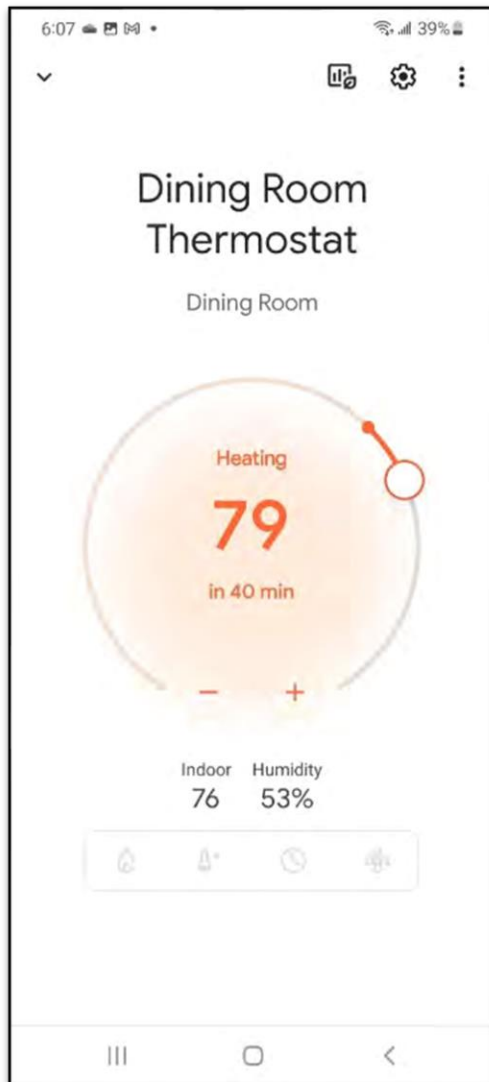 6:07
39%
Dining Room
Thermostat
Dining Room
Heating
79
in 40 min
− +
Indoor Humidity
76 53%